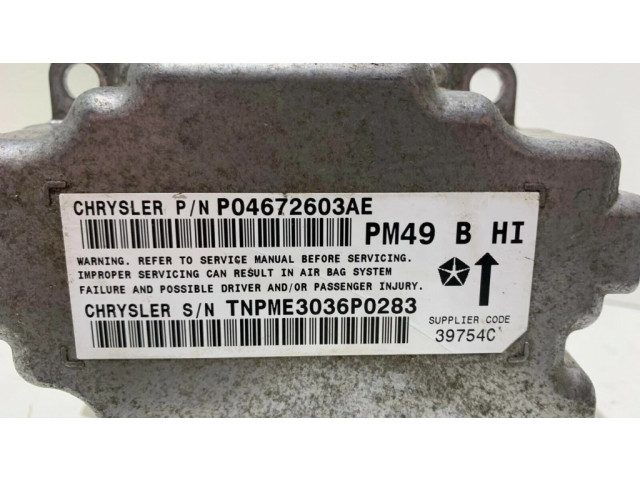 CHRYSLER P/N P04672603AE
PM49 B HI
WARNING. REFER TO SERVICE MANUAL BEFORE SERVICING.
IMPROPER SERVICING CAN RESULT IN AIR BAG SYSTEM
FAILURE AND POSSIBLE DRIVER AND/OR PASSENGER INJURY.
CHRYSLER S/N TNPME3036P0283
SUPPLIER CODE
39754C